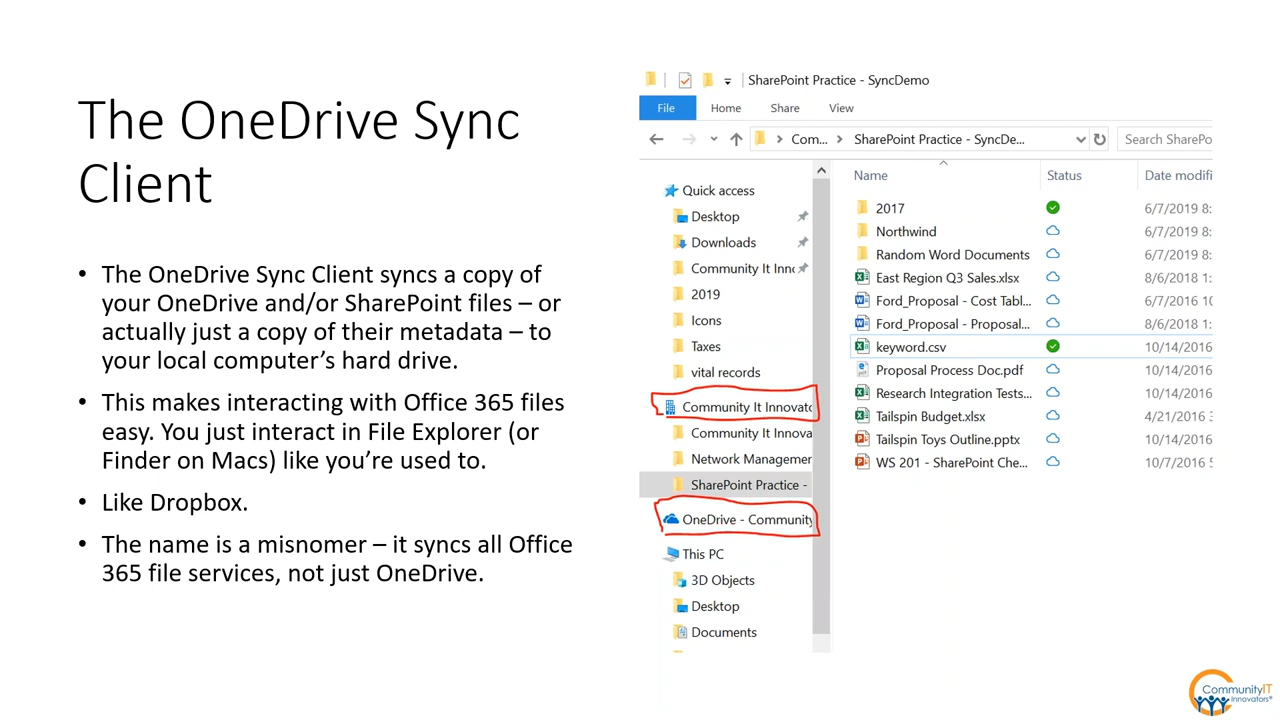 The OneDrive Sync
Client
• The OneDrive Sync Client syncs a copy of
your OneDrive and/or SharePoint files – or
actually just a copy of their metadata – to
your local computer's hard drive.
• This makes interacting with Office 365 files
easy. You just interact in File Explorer (or
Finder on Macs) like you're used to.
• Like Dropbox.
• The name is a misnomer – it syncs all Office
365 file services, not just OneDrive.
SharePoint Practice - SyncDemo
File Home Share View
Com... SharePoint Practice - SyncDe... Search SharePo
Quick access
Desktop
Downloads
Community It Inno
2019
Icons
Taxes
vital records
Community It Innovato
Community It Innova
Network Managemer
SharePoint Practice -
OneDrive - Community
This PC
3D Objects
Desktop
Documents
Name Status Date modifi
2017 6/7/2019 8:
Northwind 6/7/2019 8:
Random Word Documents 6/7/2019 8:
East Region Q3 Sales.xlsx 8/6/2018 1:
Ford_Proposal - Cost Tabl... 6/7/2016 10
Ford_Proposal - Proposal... 8/6/2018 1:
keyword.csv 10/14/2016
Proposal Process Doc.pdf 10/14/2016
Research Integration Tests... 10/14/2016
Tailspin Budget.xlsx 4/21/2016 3
Tailspin Toys Outline.pptx 10/14/2016
WS 201 - SharePoint Che... 10/7/2016 5
CommunityIT
Innovators®